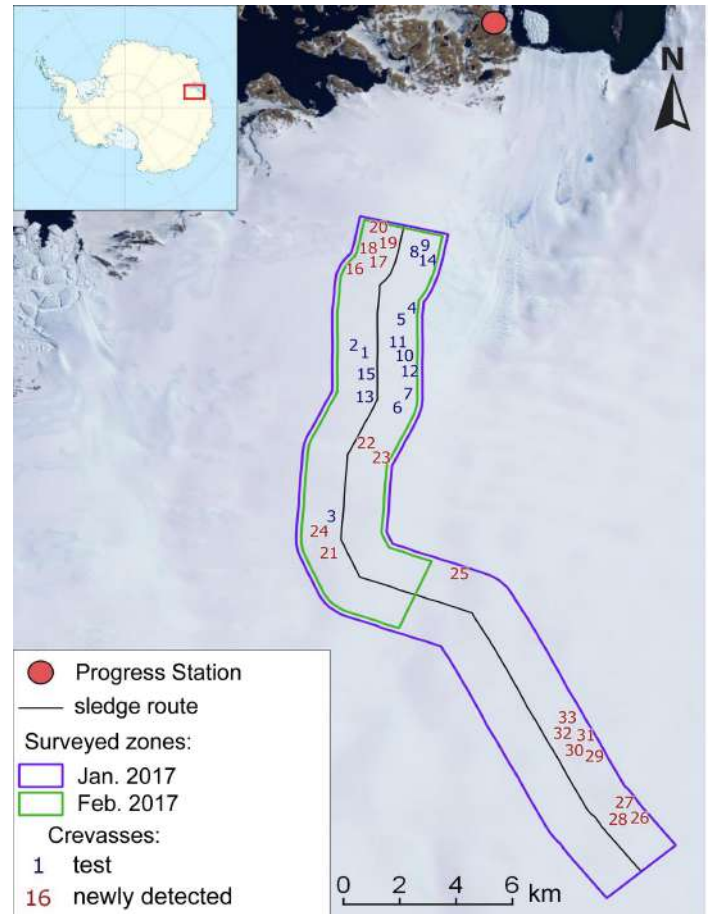 N
20
18 19
16 17
9
8
14
4
5
2
1
11
10
15
12
13
7
6
22
23
3
24
21
25
33
32 31
30
29
27
28 26
Progress Station
sledge route
Surveyed zones:
Jan. 2017
Feb. 2017
Crevasses:
1 test
16 newly detected
0 2 4 6 km